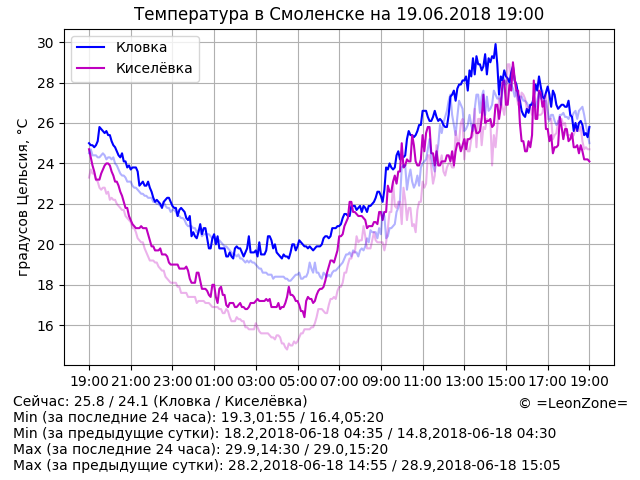 Температура в Смоленске на 19.06.2018 19:00
Кловка
Киселёвка
градусов Цельсия, °C
30
28
26
24
22
20
18
16
19:00 21:00 23:00 01:00 03:00 05:00 07:00 09:00 11:00 13:00 15:00 17:00 19:00
Сейчас: 25.8 / 24.1 (Кловка / Киселёвка)
© =LeonZone=
Min (за последние 24 часа): 19.3,01:55 / 16.4,05:20
Min (за предыдущие сутки): 18.2,2018-06-18 04:35 / 14.8,2018-06-18 04:30
Max (за последние 24 часа): 29.9,14:30 / 29.0,15:20
Max (за предыдущие сутки): 28.2,2018-06-18 14:55 / 28.9,2018-06-18 15:05